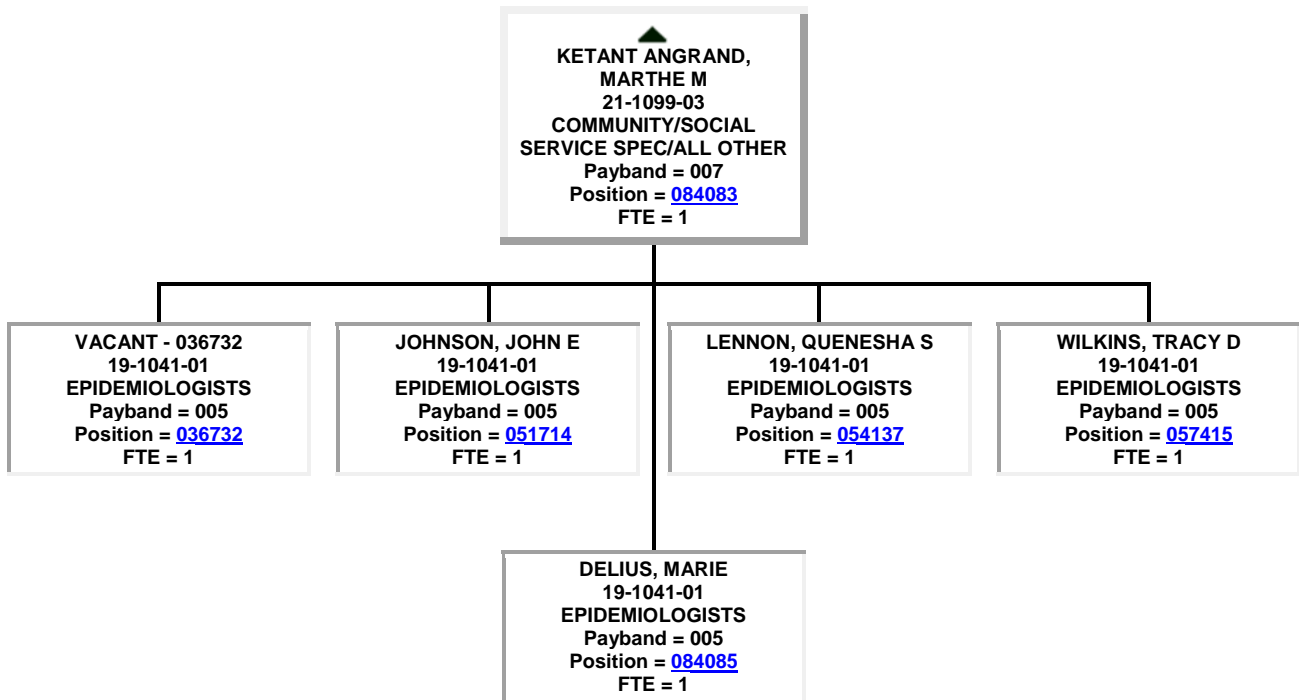 KETANT ANGRAND,
MARTHE M
21-1099-03
COMMUNITY/SOCIAL
SERVICE SPEC/ALL OTHER
Payband = 007
Position = 084083
FTE = 1
VACANT - 036732
19-1041-01
EPIDEMIOLOGISTS
Payband = 005
Position = 036732
FTE = 1
JOHNSON, JOHN E
19-1041-01
EPIDEMIOLOGISTS
Payband = 005
Position = 051714
FTE = 1
LENNON, QUENESHA S
19-1041-01
EPIDEMIOLOGISTS
Payband = 005
Position = 054137
FTE = 1
WILKINS, TRACY D
19-1041-01
EPIDEMIOLOGISTS
Payband = 005
Position = 057415
FTE = 1
DELIUS, MARIE
19-1041-01
EPIDEMIOLOGISTS
Payband = 005
Position = 084085
FTE = 1